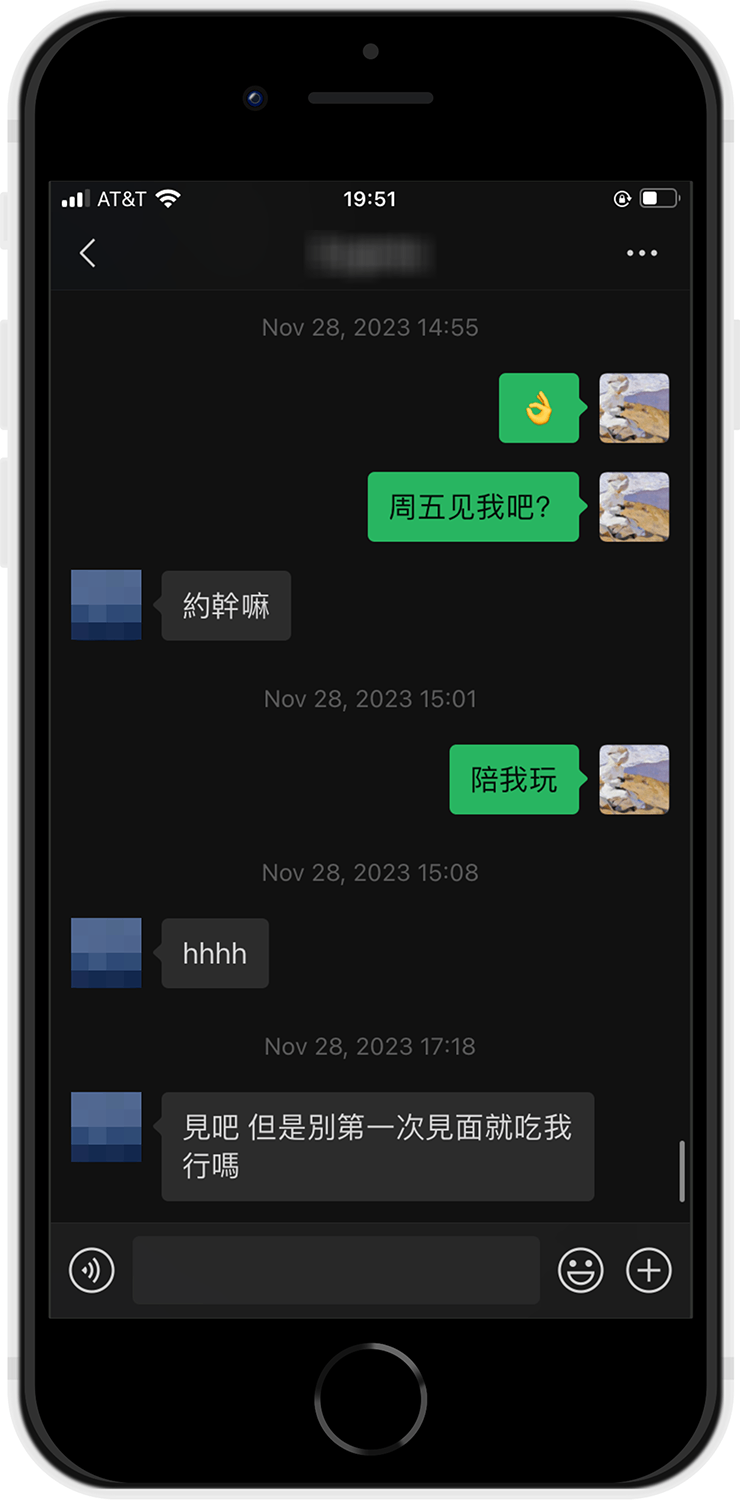 AT&T 19:51
Nov 28, 2023 14:55
👌
周五见我吧?
約幹嘛
Nov 28, 2023 15:01
陪我玩
Nov 28, 2023 15:08
hhhh
Nov 28, 2023 17:18
見吧 但是別第一次見面就吃我
行嗎